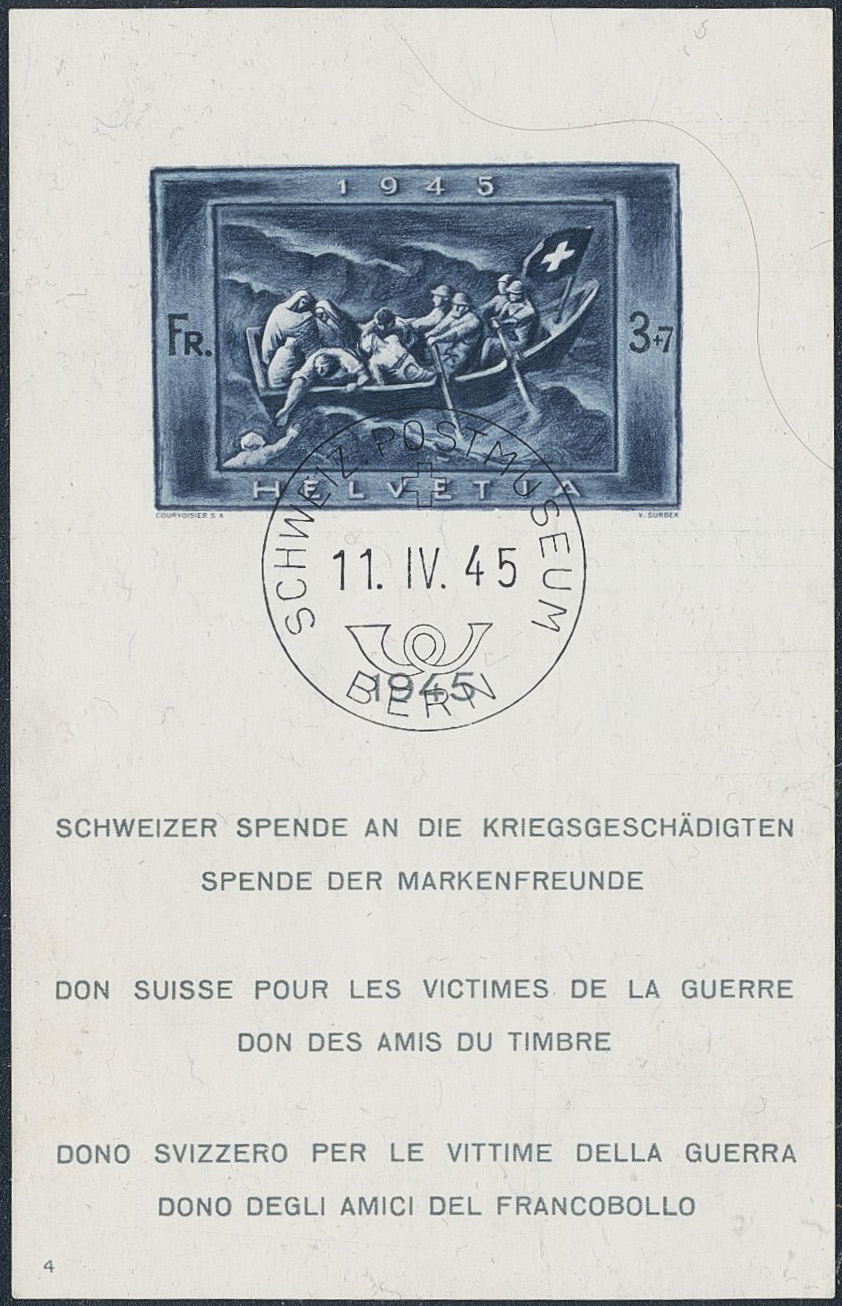 1945
FR.
3+7
HELVETIA
COURVOISIER S.A.
V. SURBEK
SCHWEIZ. POSTMUSEUM
11. IV. 45
BERN
1945
SCHWEIZER SPENDE AN DIE KRIEGSGESCHÄDIGTEN
SPENDE DER MARKENFREUNDE
DON SUISSE POUR LES VICTIMES DE LA GUERRE
DON DES AMIS DU TIMBRE
DONO SVIZZERO PER LE VITTIME DELLA GUERRA
DONO DEGLI AMICI DEL FRANCOBOLLO
4